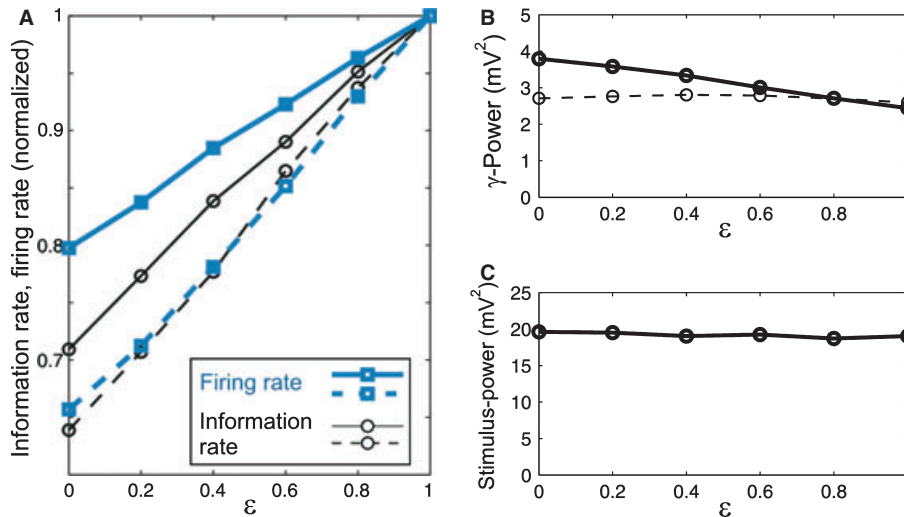 A
Information rate, firing rate (normalized)
1
0.9
0.8
0.7
0 0.2 0.4 0.6 0.8 1
ε
Firing rate
Information
rate
B
γ-Power (mV²)
5
4
3
2
1
0
0 0.2 0.4 0.6 0.8
ε
C
Stimulus-power (mV²)
25
20
15
10
5
0
0 0.2 0.4 0.6 0.8
ε